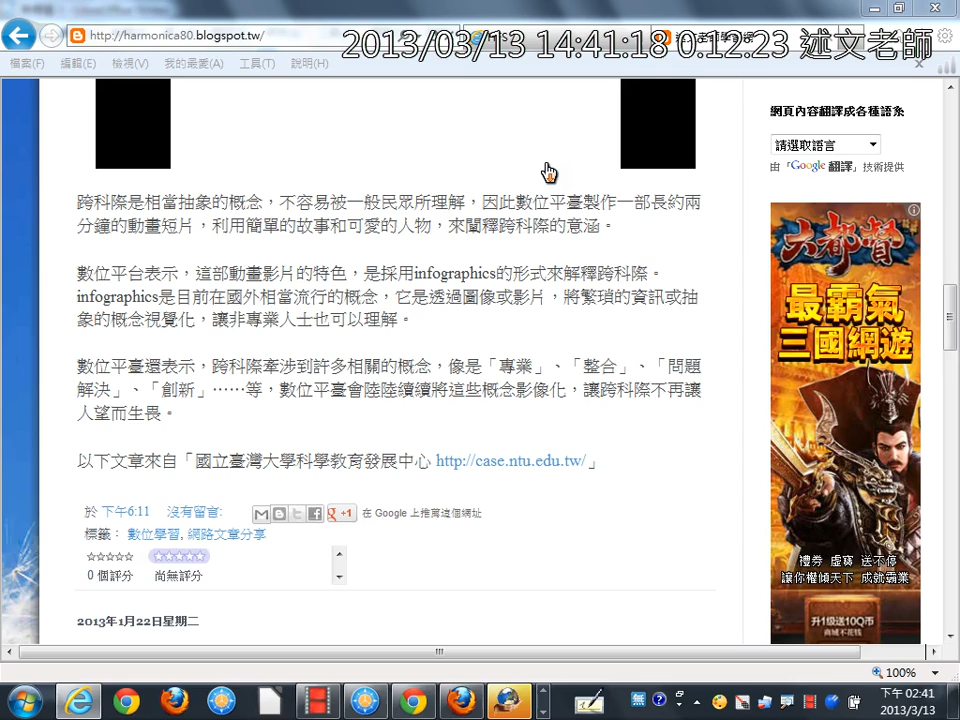 http://harmonica80.blogspot.tw/
2013/03/13 14:41:18 0:12:23 述文老師
檔案(F) 編輯(E) 檢視(V) 我的最愛(A) 工具(T) 說明(H)
跨科際是相當抽象的概念，不容易被一般民眾所理解，因此數位平臺製作一部長約兩
分鐘的動畫短片，利用簡單的故事和可愛的人物，來闡釋跨科際的意涵。
數位平台表示，這部動畫影片的特色，是採用infographics的形式來解釋跨科際。
infographics是目前在國外相當流行的概念，它是透過圖像或影片，將繁瑣的資訊或抽
象的概念視覺化，讓非專業人士也可以理解。
數位平臺還表示，跨科際牽涉到許多相關的概念，像是「專業」、「整合」、「問題
解決」、「創新」……等，數位平臺會陸陸續續將這些概念影像化，讓跨科際不再讓
人望而生畏。
以下文章來自「國立臺灣大學科學教育發展中心 http://case.ntu.edu.tw/」
於 下午6:11 沒有留言:
+1 在 Google 上推薦這個網址
標籤： 數位學習, 網路文章分享
0 個評分 尚無評分
2013年1月22日星期二
網頁內容翻譯成各種語系
請選取語言
由「Google 翻譯」技術提供
大都督
最霸氣
三國網遊
禮券 虛寶 送不停
讓你權傾天下 成就霸業
升1级送10Q币
商城不花钱
100%
下午 02:41
2013/3/13